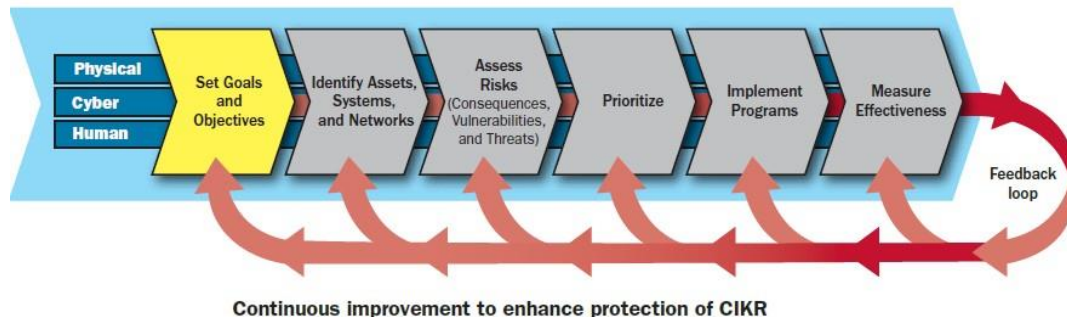 Physical
Cyber
Human
Set Goals
and
Objectives
Identify Assets,
Systems,
and Networks
Assess
Risks
(Consequences,
Vulnerabilities,
and Threats)
Prioritize
Implement
Programs
Measure
Effectiveness
Feedback
loop
Continuous improvement to enhance protection of CIKR